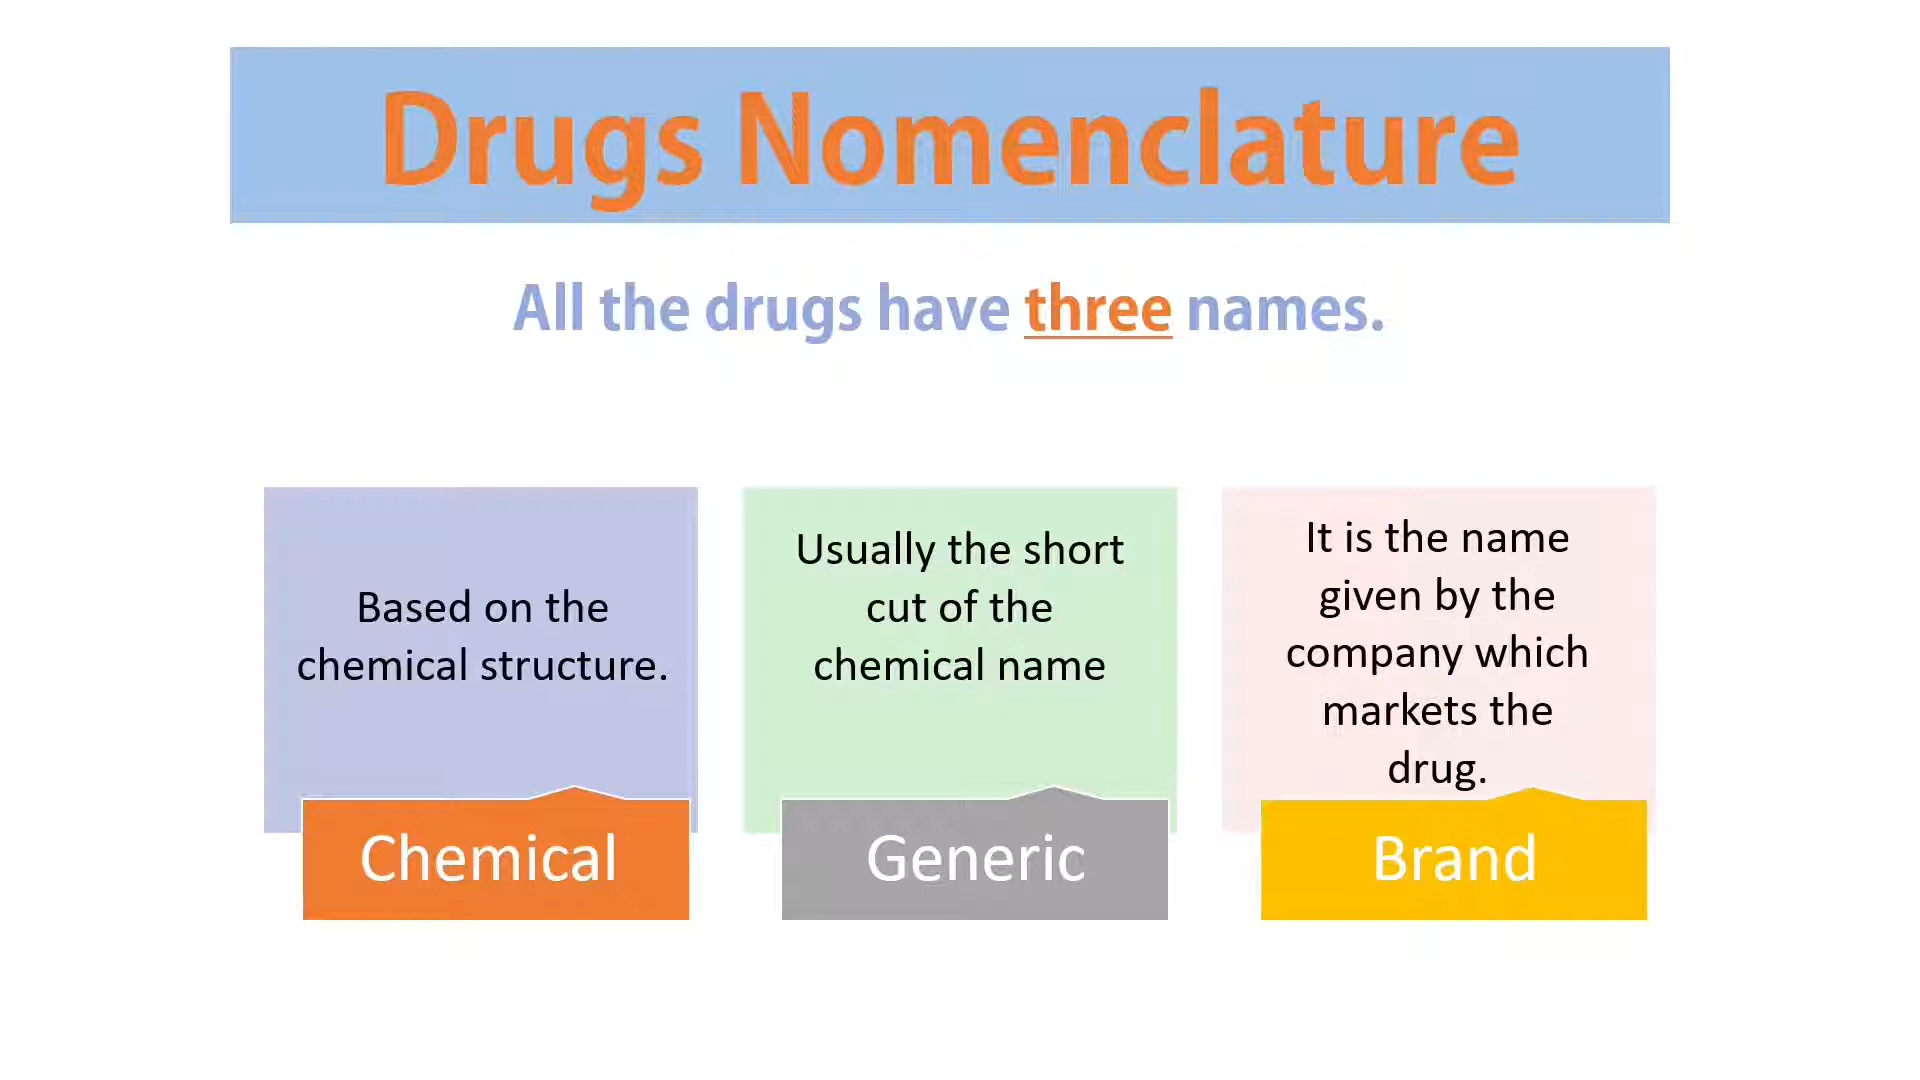 Drugs Nomenclature
All the drugs have three names.
Based on the
chemical structure.
Chemical
Usually the short
cut of the
chemical name
Generic
It is the name
given by the
company which
markets the
drug.
Brand